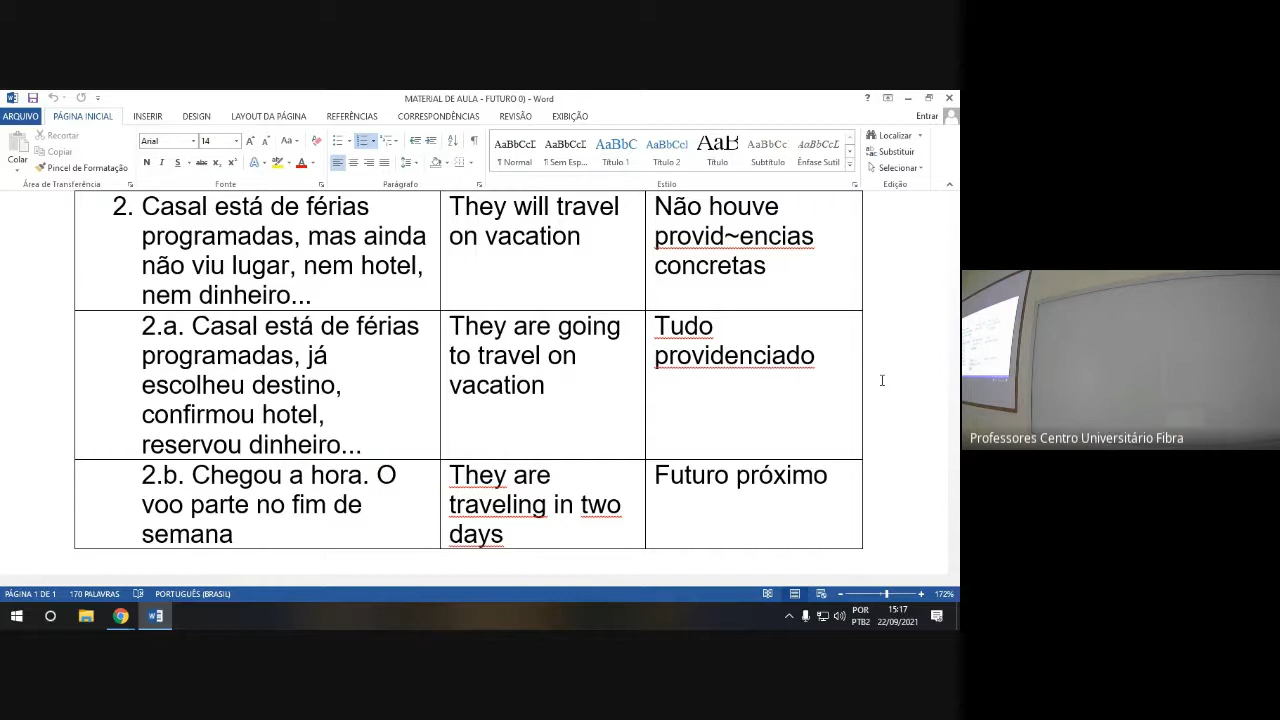 MATERIAL DE AULA - FUTURO 0) - Word
Entrar
ARQUIVO PÁGINA INICIAL INSERIR DESIGN LAYOUT DA PÁGINA REFERÊNCIAS CORRESPONDÊNCIAS REVISÃO EXIBIÇÃO
Colar
Recortar
Copiar
Pincel de Formatação
Área de Transferência
Arial 14
Fonte
Parágrafo
AaBbCcI AaBbCcI AaBbC AaBbCcI AaB AaBbCc AaBbCcL
¶ Normal ¶ Sem Esp... Título 1 Título 2 Título Subtítulo Ênfase Sutil
Estilo
Localizar
Substituir
Selecionar
Edição
2. Casal está de férias
programadas, mas ainda
não viu lugar, nem hotel,
nem dinheiro...
They will travel
on vacation
Não houve
provid~encias
concretas
2.a. Casal está de férias
programadas, já
escolheu destino,
confirmou hotel,
reservou dinheiro...
They are going
to travel on
vacation
Tudo
providenciado
2.b. Chegou a hora. O
voo parte no fim de
semana
They are
traveling in two
days
Futuro próximo
Professores Centro Universitário Fibra
PÁGINA 1 DE 1 170 PALAVRAS PORTUGUÊS (BRASIL) 172%
POR
PTB2
15:17
22/09/2021